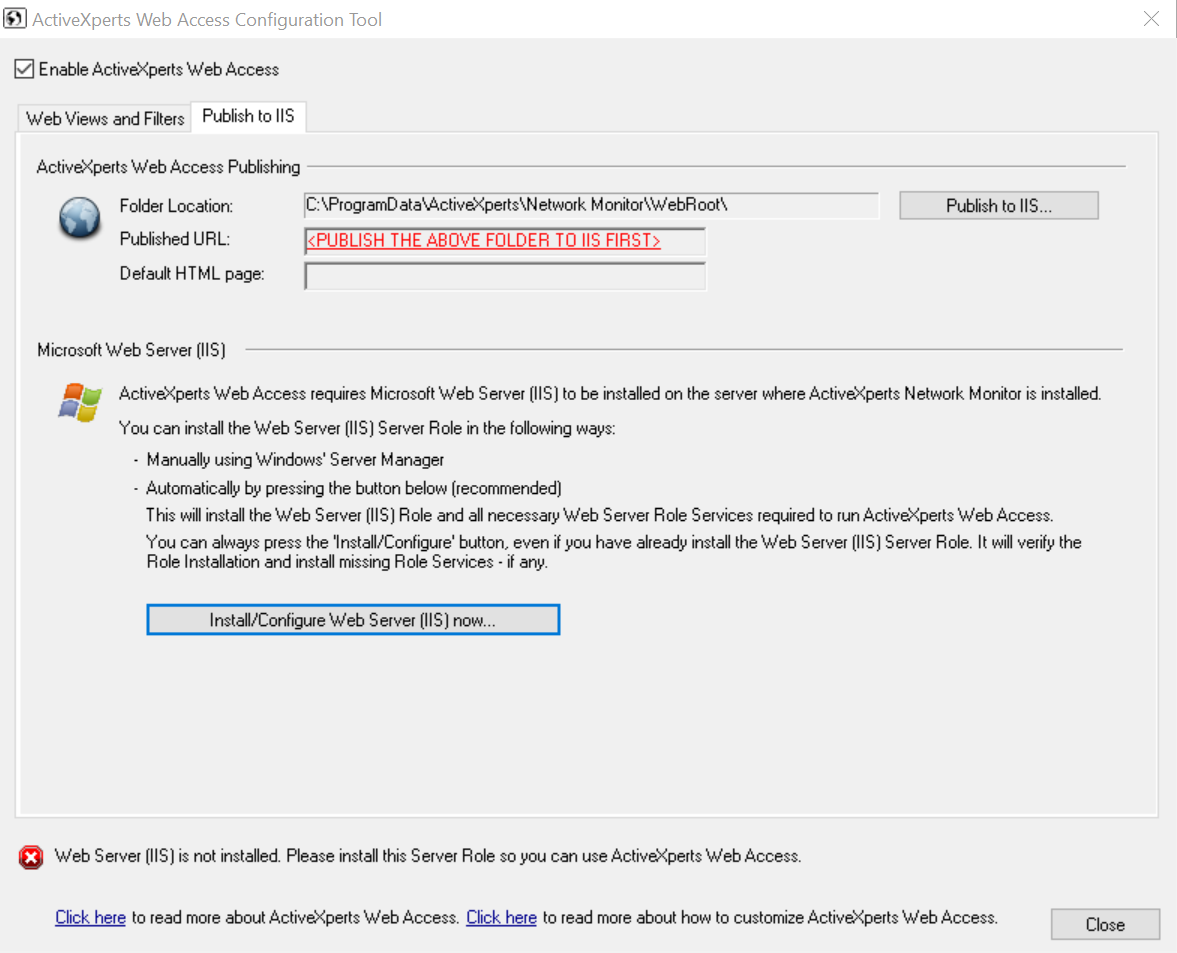 ActiveXperts Web Access Configuration Tool
Enable ActiveXperts Web Access
Web Views and Filters
Publish to IIS
ActiveXperts Web Access Publishing
Folder Location: C:\ProgramData\ActiveXperts\Network Monitor\WebRoot\ Publish to IIS...
Published URL: <PUBLISH THE ABOVE FOLDER TO IIS FIRST>
Default HTML page:
Microsoft Web Server (IIS)
ActiveXperts Web Access requires Microsoft Web Server (IIS) to be installed on the server where ActiveXperts Network Monitor is installed.
You can install the Web Server (IIS) Server Role in the following ways:
- Manually using Windows' Server Manager
- Automatically by pressing the button below (recommended)
This will install the Web Server (IIS) Role and all necessary Web Server Role Services required to run ActiveXperts Web Access.
You can always press the 'Install/Configure' button, even if you have already install the Web Server (IIS) Server Role. It will verify the
Role Installation and install missing Role Services - if any.
Install/Configure Web Server (IIS) now...
Web Server (IIS) is not installed. Please install this Server Role so you can use ActiveXperts Web Access.
Click here to read more about ActiveXperts Web Access. Click here to read more about how to customize ActiveXperts Web Access.
Close